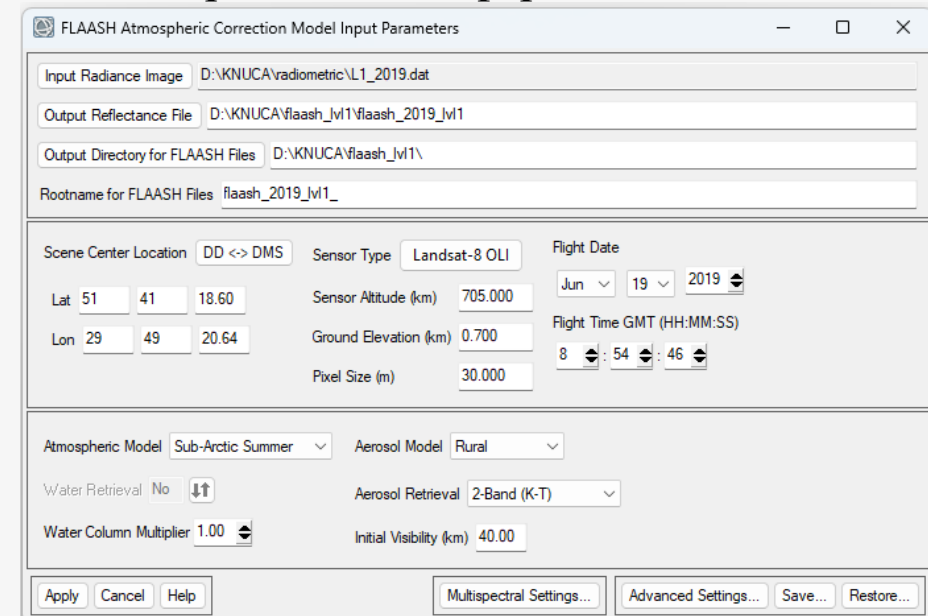 FLAASH Atmospheric Correction Model Input Parameters
Input Radiance Image D:\KNUCA\radiometric\L1_2019.dat
Output Reflectance File D:\KNUCA\flaash_lvl1\flaash_2019_lvl1
Output Directory for FLAASH Files D:\KNUCA\flaash_lvl1\
Rootname for FLAASH Files flaash_2019_lvl1_
Scene Center Location DD <-> DMS
Lat 51 41 18.60
Lon 29 49 20.64
Sensor Type Landsat-8 OLI
Sensor Altitude (km) 705.000
Ground Elevation (km) 0.700
Pixel Size (m) 30.000
Flight Date
Jun 19 2019
Flight Time GMT (HH:MM:SS)
8 : 54 : 46
Atmospheric Model Sub-Arctic Summer
Water Retrieval No
Water Column Multiplier 1.00
Aerosol Model Rural
Aerosol Retrieval 2-Band (K-T)
Initial Visibility (km) 40.00
Apply Cancel Help Multispectral Settings... Advanced Settings... Save... Restore...